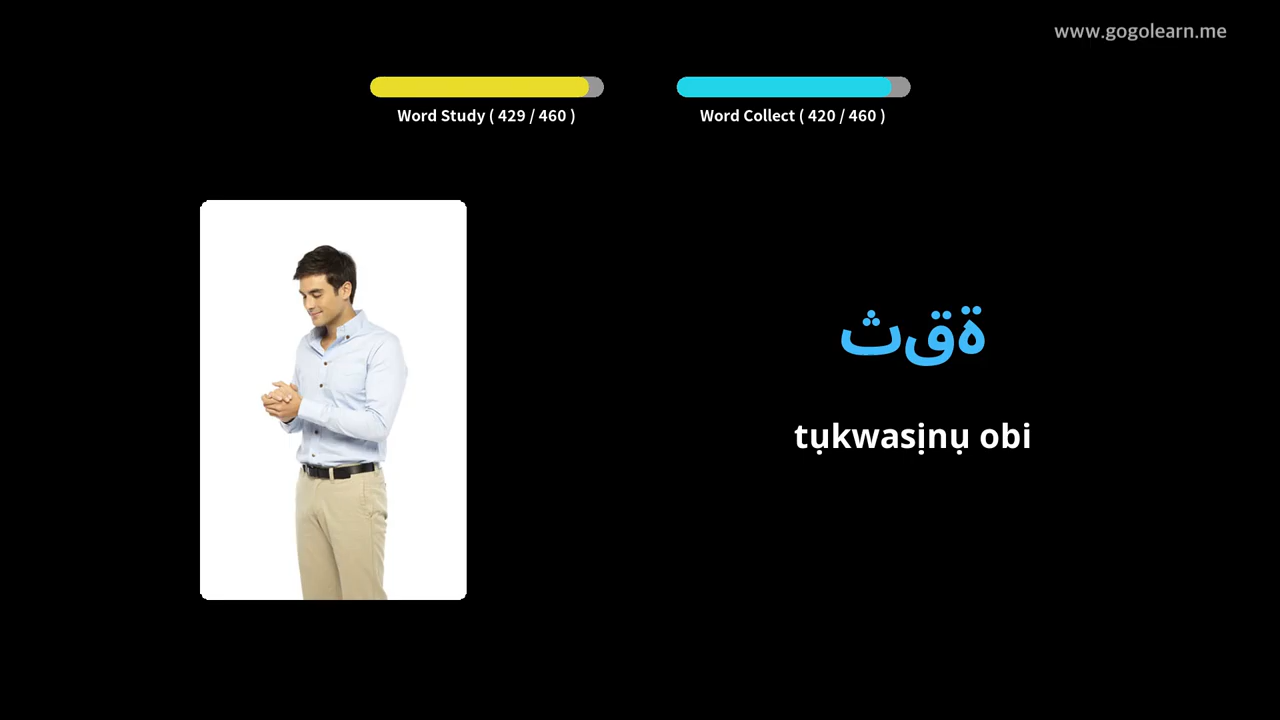 www.gogolearn.me
Word Study ( 429 / 460 )
Word Collect ( 420 / 460 )
ثقة
tụkwasịnụ obi